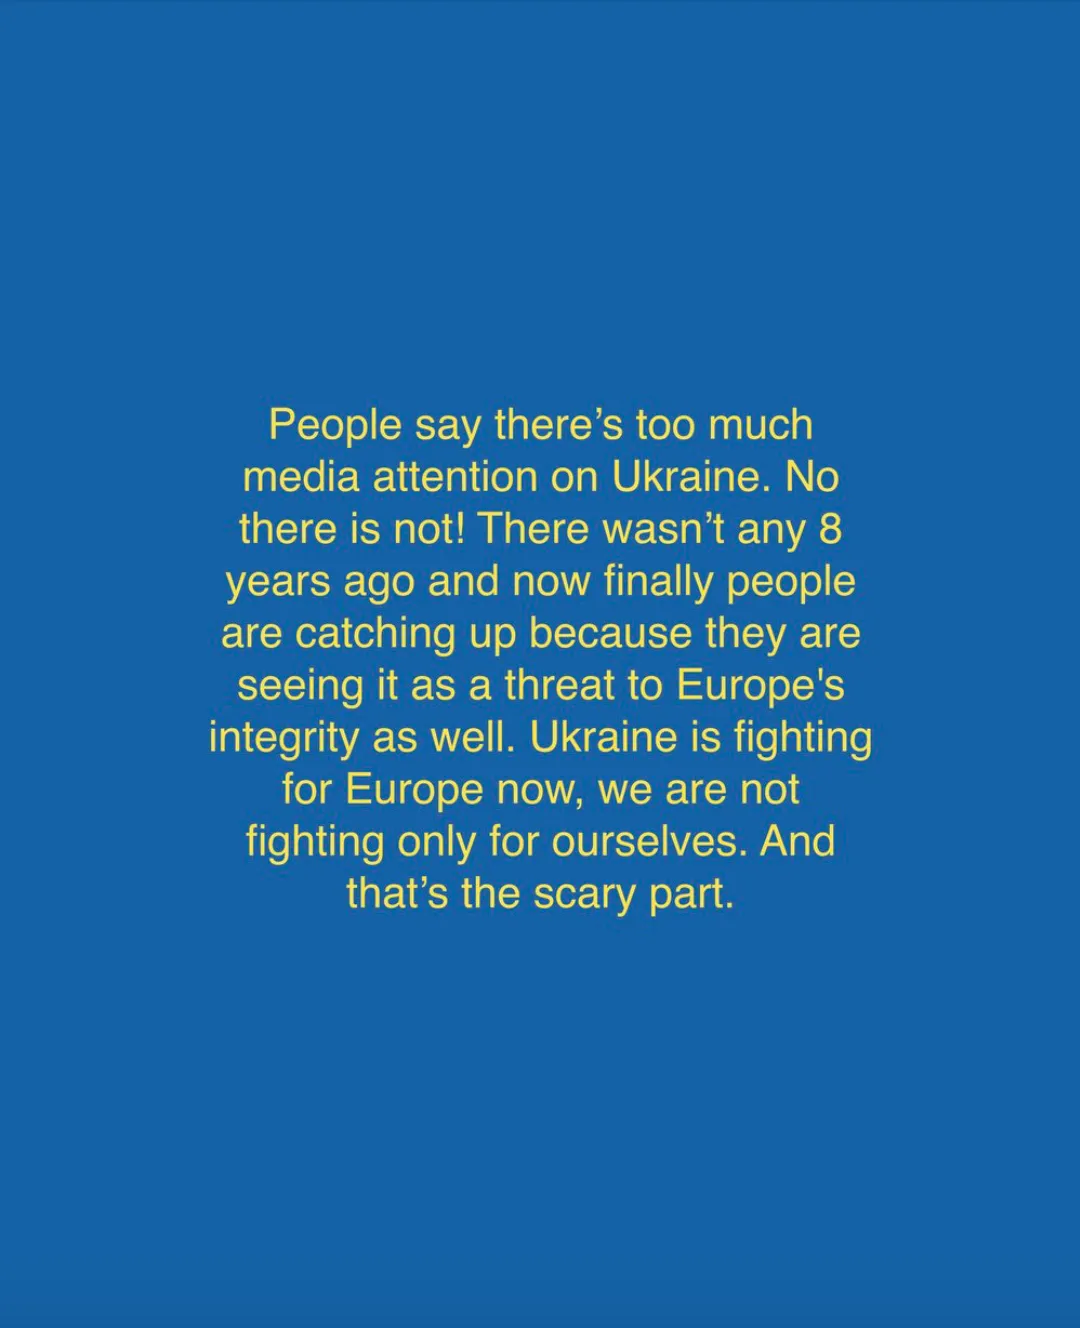 People say there’s too much
media attention on Ukraine. No
there is not! There wasn’t any 8
years ago and now finally people
are catching up because they are
seeing it as a threat to Europe's
integrity as well. Ukraine is fighting
for Europe now, we are not
fighting only for ourselves. And
that’s the scary part.